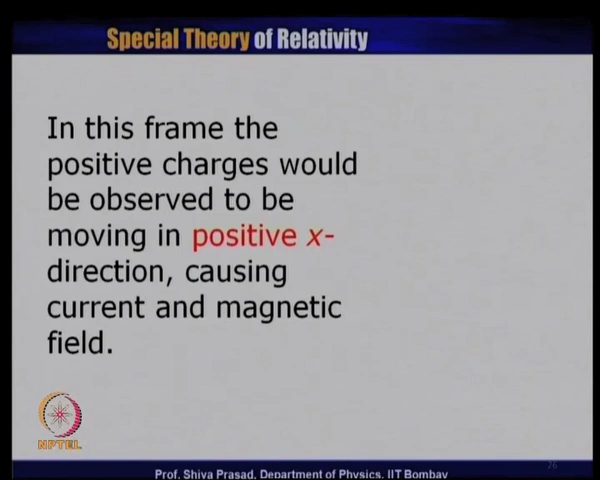 Special Theory of Relativity
In this frame the
positive charges would
be observed to be
moving in positive x-
direction, causing
current and magnetic
field.
NPTEL
26
Prof. Shiva Prasad, Department of Physics, IIT Bombay